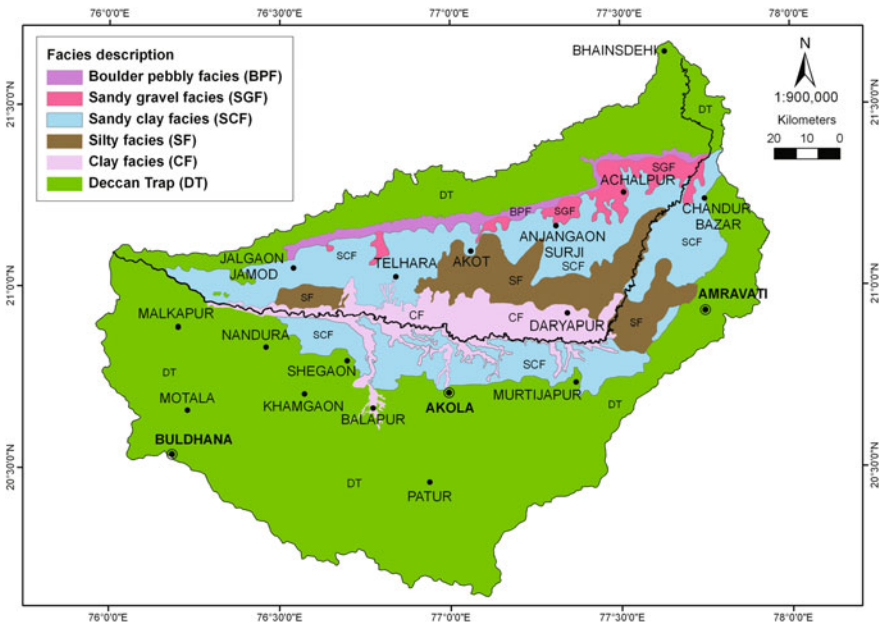 76°0'0"E 76°30'0"E 77°0'0"E 77°30'0"E 78°0'0"E
Facies description
Boulder pebbly facies (BPF)
Sandy gravel facies (SGF)
Sandy clay facies (SCF)
Silty facies (SF)
Clay facies (CF)
Deccan Trap (DT)
BHAINSDEHI
N
1:900,000
Kilometers
20 10 0
21°30'0"N
21°30'0"N
DT
SGF
ACHALPUR
DT
CHANDUR
BAZAR
BPF
SGF
ANJANGAON
SURJI
SCF
SCF
JALGAON
JAMOD
SCF
TELHARA
AKOT
SF
21°0'0"N
21°0'0"N
MALKAPUR
SF
CF
CF
DARYAPUR
AMRAVATI
SF
NANDURA
SCF
SHEGAON
SCF
DT
MOTALA
KHAMGAON
BALAPUR
AKOLA
MURTIJAPUR
DT
BULDHANA
20°30'0"N
20°30'0"N
DT
PATUR
76°0'0"E 76°30'0"E 77°0'0"E 77°30'0"E 78°0'0"E